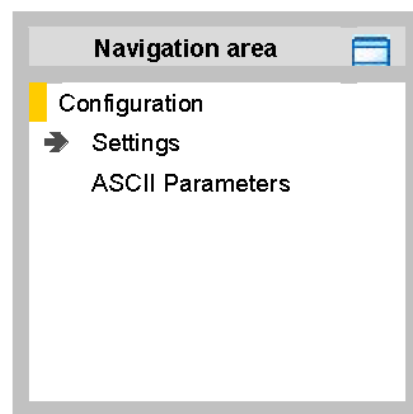 Navigation area
Configuration
Settings
ASCII Parameters